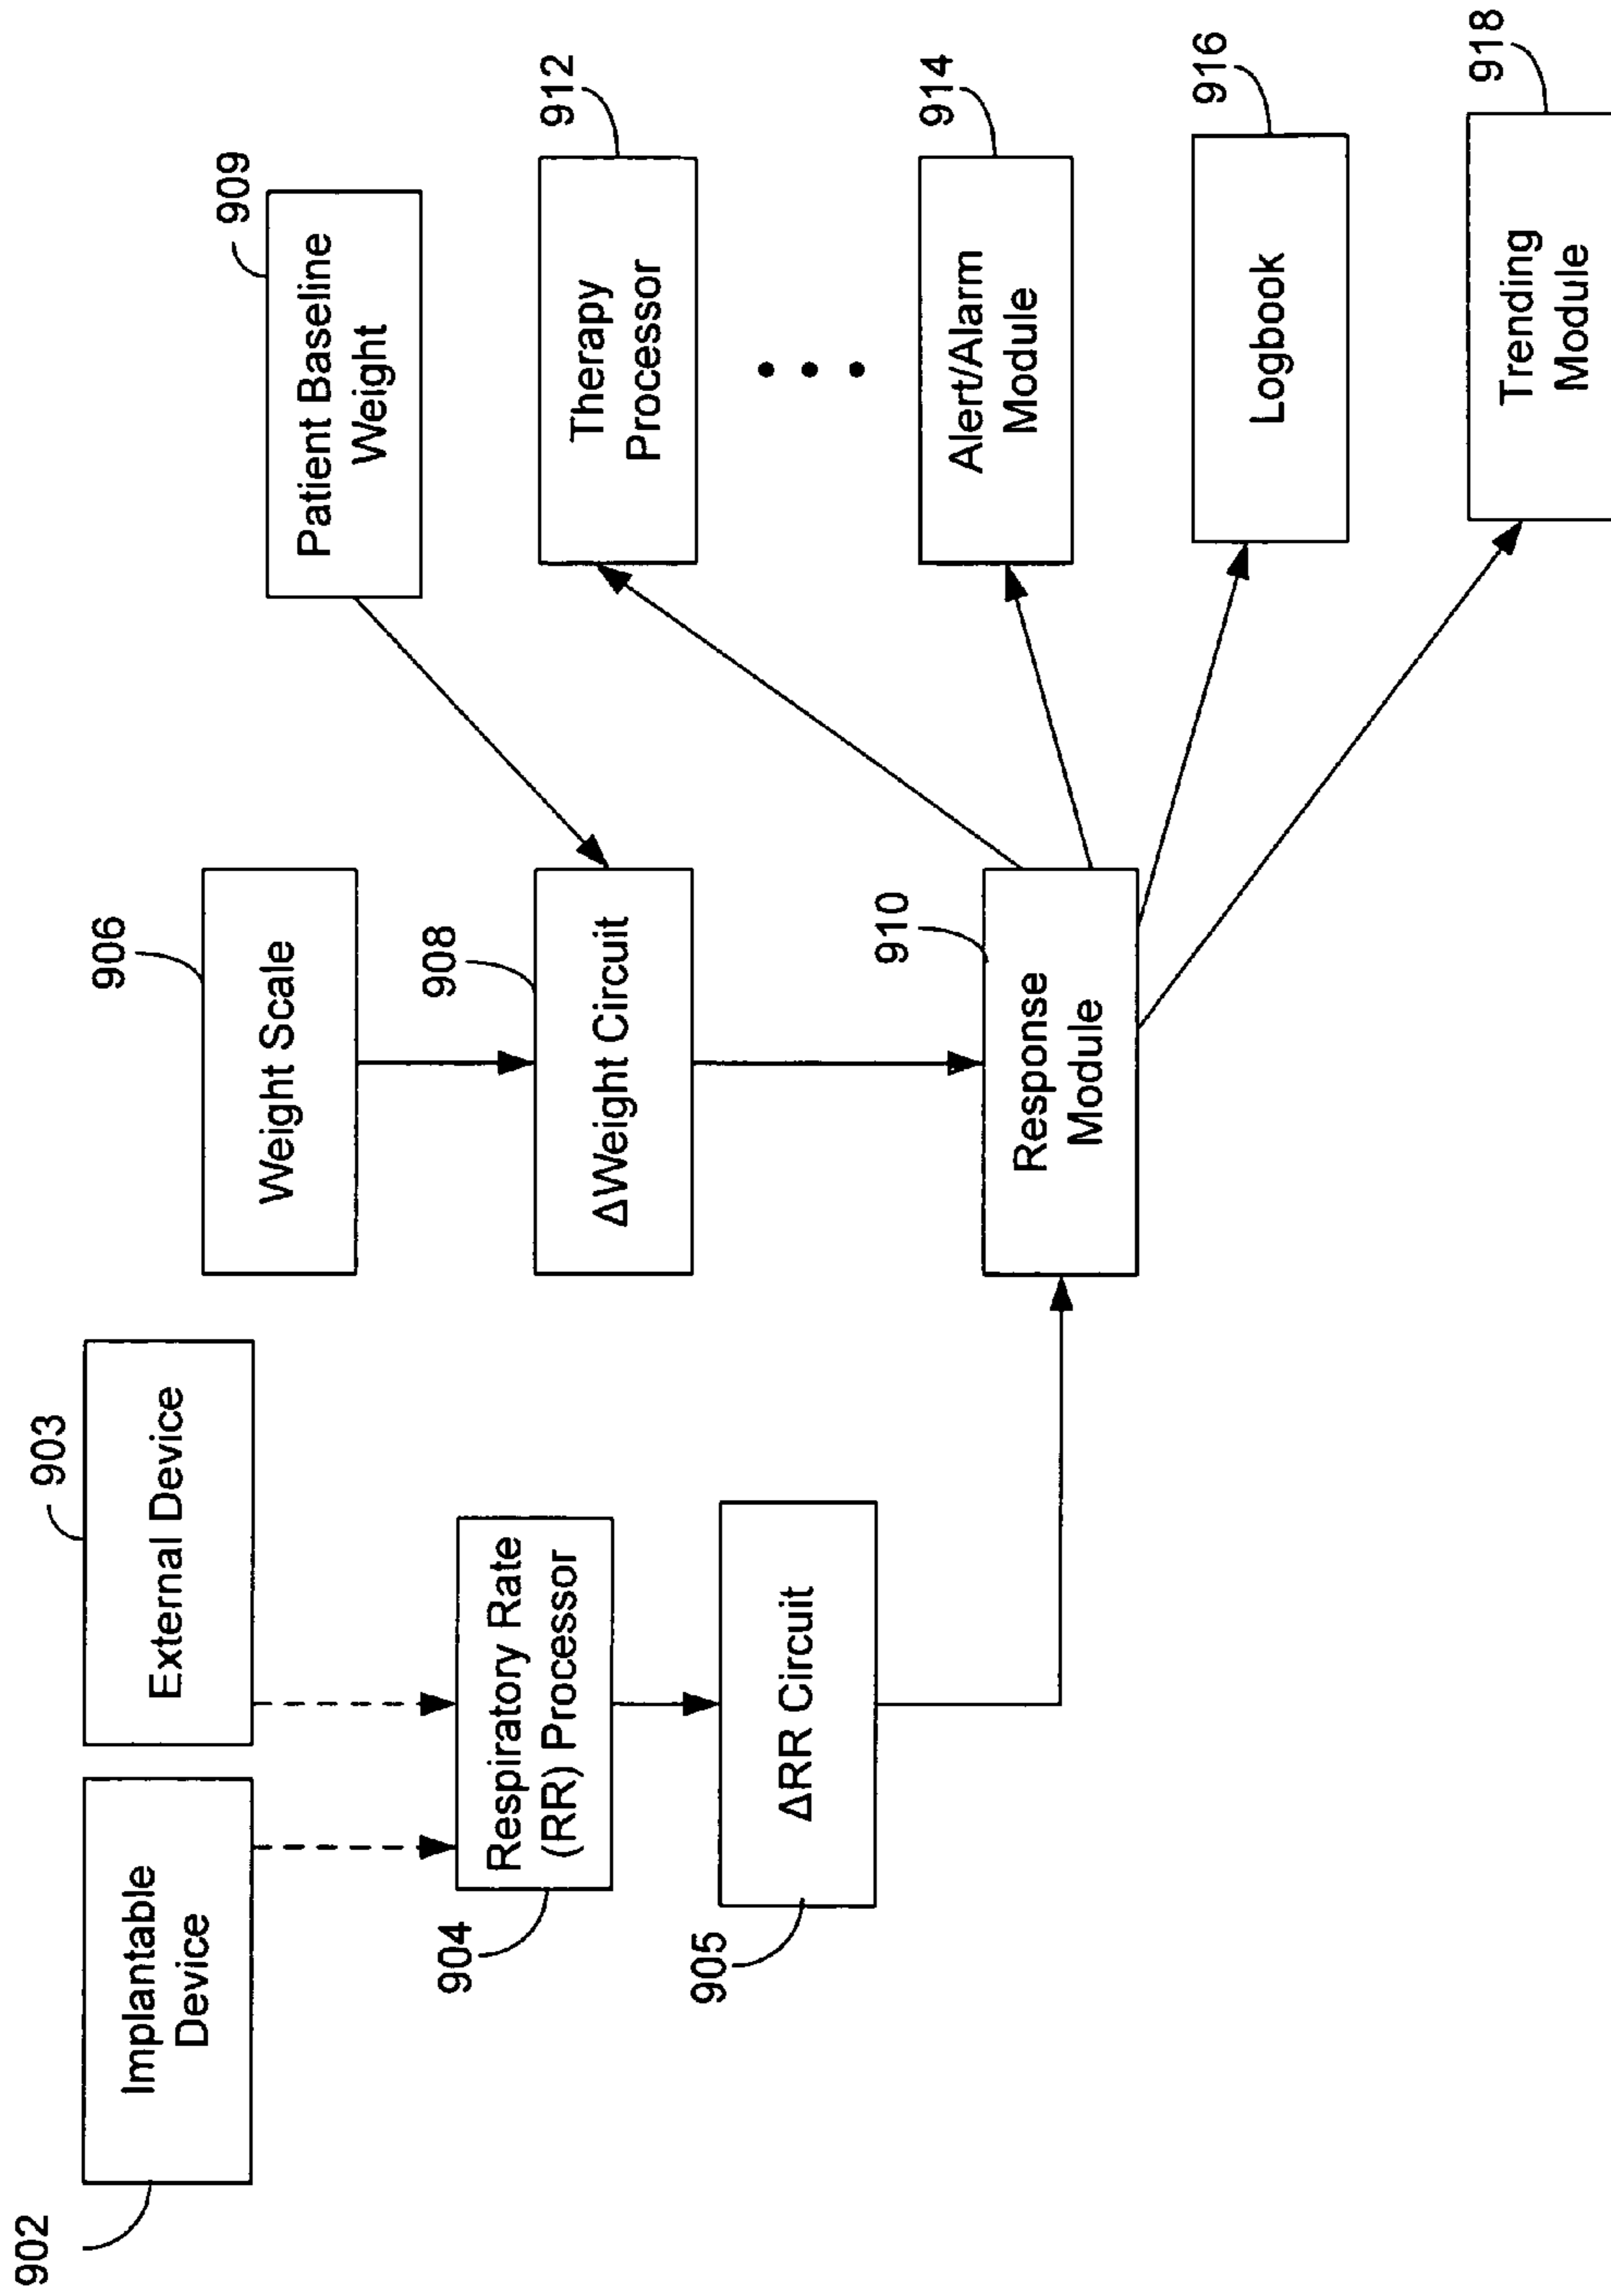 902
Implantable
Device
903
External Device
904
Respiratory Rate
(RR) Processor
905
ΔRR Circuit
906
Weight Scale
908
ΔWeight Circuit
909
Patient Baseline
Weight
910
Response
Module
912
Therapy
Processor
914
Alert/Alarm
Module
916
Logbook
918
Trending
Module